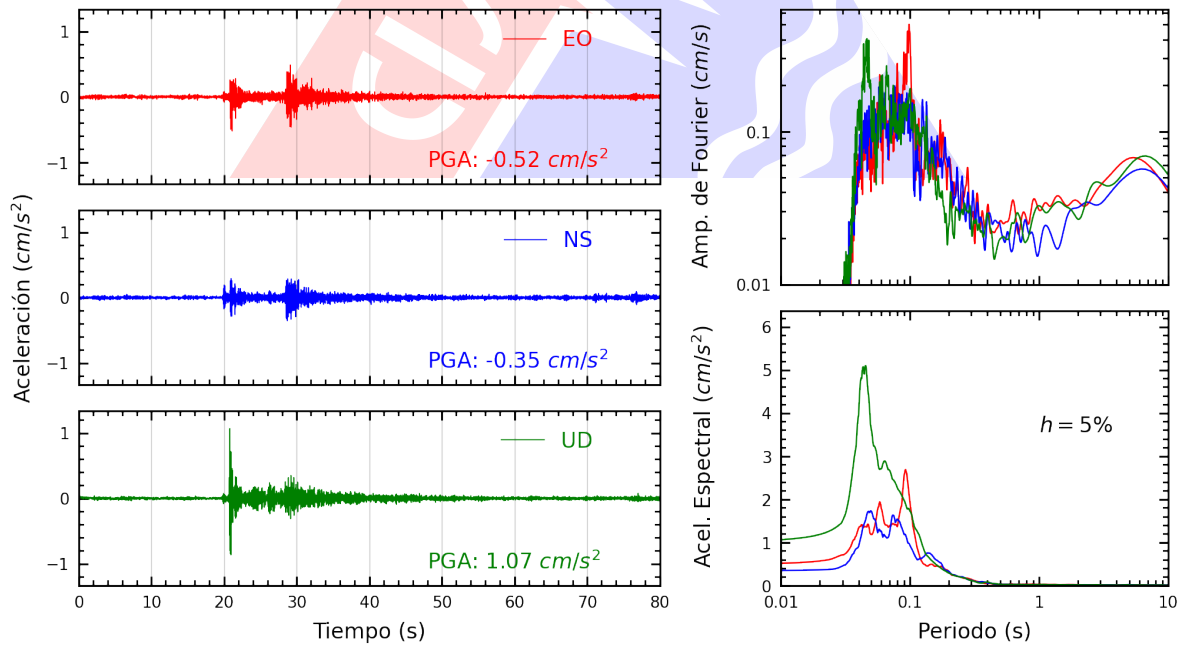 Aceleración (cm/s²)
1
0
−1
EO
PGA: -0.52 cm/s²
1
0
−1
NS
PGA: -0.35 cm/s²
1
0
−1
UD
PGA: 1.07 cm/s²
0 10 20 30 40 50 60 70 80
Tiempo (s)
Amp. de Fourier (cm/s)
0.1
0.01
Acel. Espectral (cm/s²)
6
5
4
3
2
1
0
h = 5%
0.01 0.1 1 10
Periodo (s)